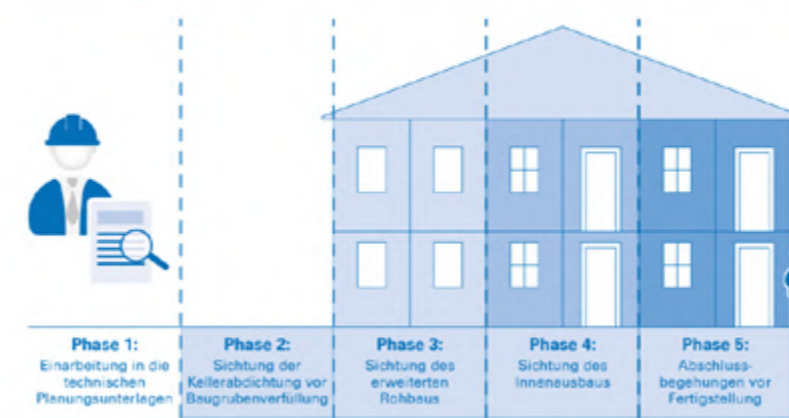 Phase 1:
Einarbeitung in die
technischen
Planungsunterlagen
Phase 2:
Sichtung der
Kellerabdichtung vor
Baugrubenverfüllung
Phase 3:
Sichtung des
erweiterten
Rohbaus
Phase 4:
Sichtung des
Innenausbaus
Phase 5:
Abschluss-
begehungen vor
Fertigstellung